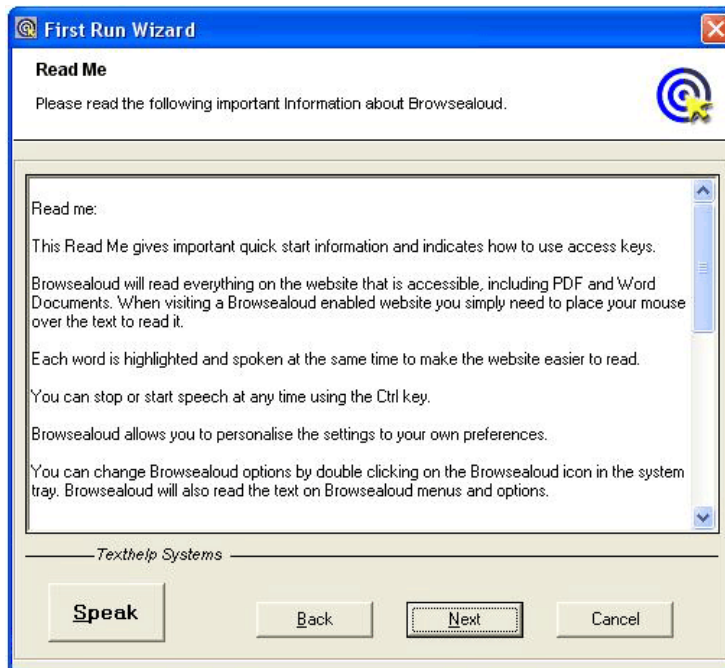 First Run Wizard
Read Me
Please read the following important Information about Browsealoud.
Read me:
This Read Me gives important quick start information and indicates how to use access keys.
Browsealoud will read everything on the website that is accessible, including PDF and Word
Documents. When visiting a Browsealoud enabled website you simply need to place your mouse
over the text to read it.
Each word is highlighted and spoken at the same time to make the website easier to read.
You can stop or start speech at any time using the Ctrl key.
Browsealoud allows you to personalise the settings to your own preferences.
You can change Browsealoud options by double clicking on the Browsealoud icon in the system
tray. Browsealoud will also read the text on Browsealoud menus and options.
Texthelp Systems
Speak
Back
Next
Cancel